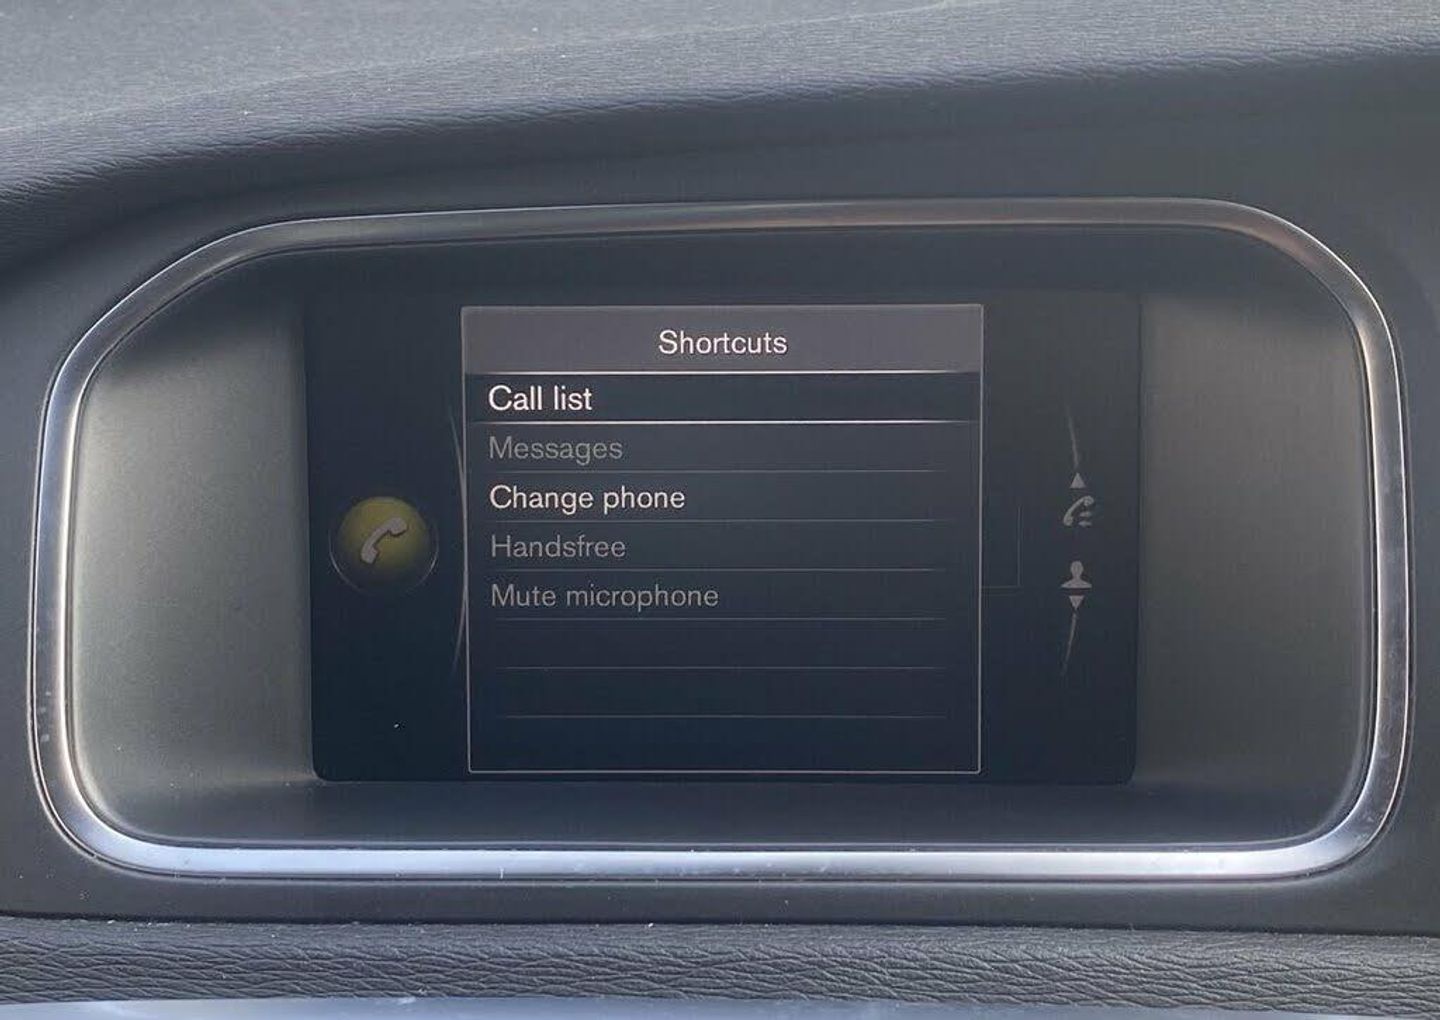 Shortcuts
Call list
Messages
Change phone
Handsfree
Mute microphone